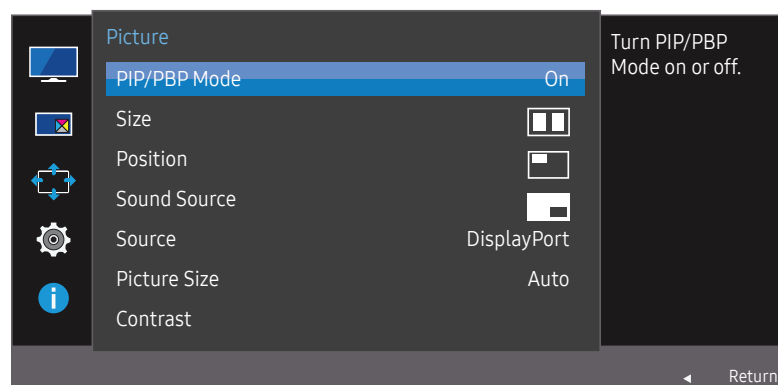 Picture
PIP/PBP Mode On
Size
Position
Sound Source
Source DisplayPort
Picture Size Auto
Contrast
Turn PIP/PBP
Mode on or off.
i
Return